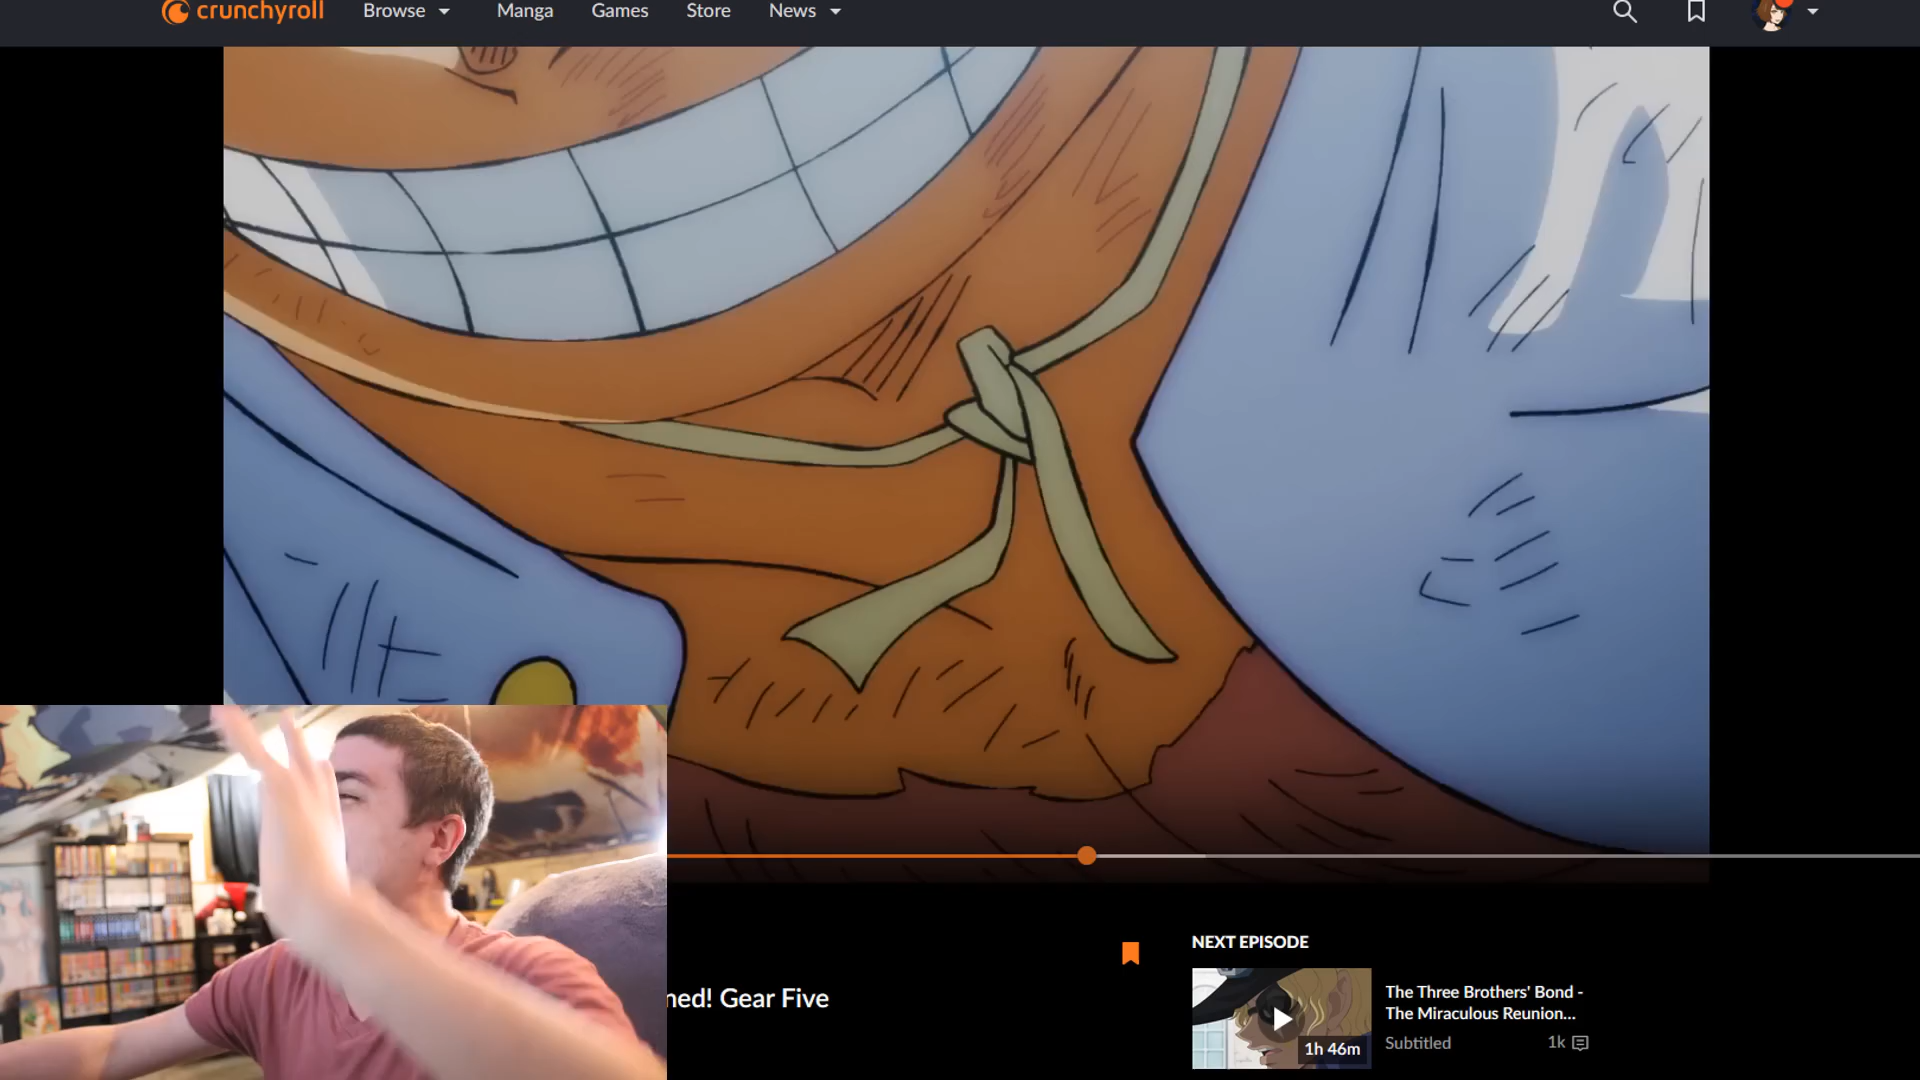 crunchyroll Browse Manga Games Store News
ned! Gear Five
NEXT EPISODE
The Three Brothers' Bond -
The Miraculous Reunion...
1h 46m
Subtitled 1k